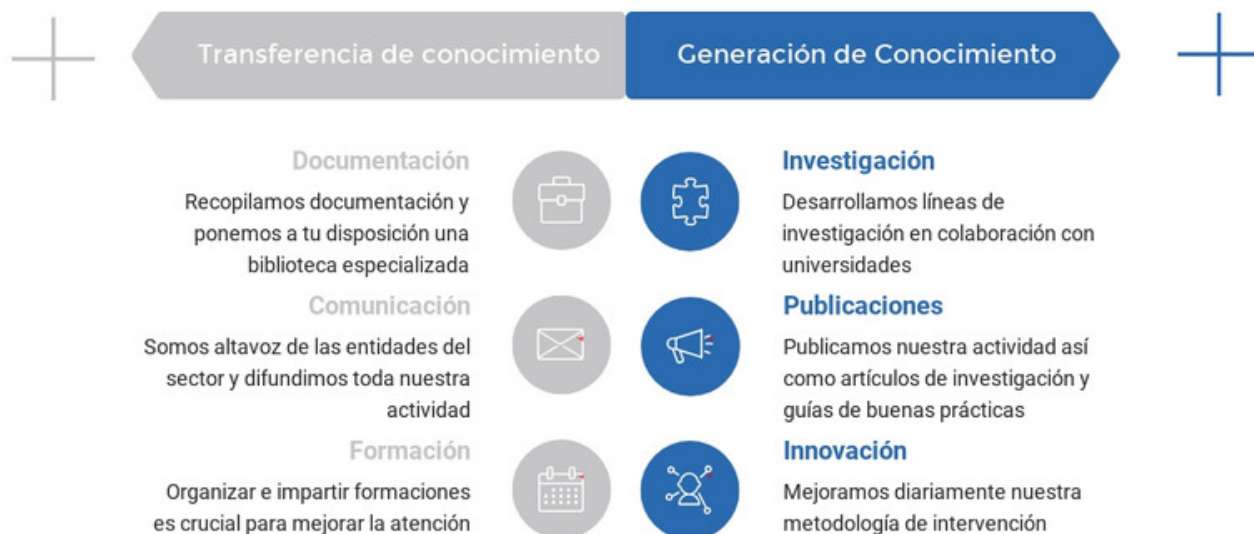 Transferencia de conocimiento
Generación de Conocimiento
Documentación
Recopilamos documentación y
ponemos a tu disposición una
biblioteca especializada
Comunicación
Somos altavoz de las entidades del
sector y difundimos toda nuestra
actividad
Formación
Organizar e impartir formaciones
es crucial para mejorar la atención
Investigación
Desarrollamos líneas de
investigación en colaboración con
universidades
Publicaciones
Publicamos nuestra actividad así
como artículos de investigación y
guías de buenas prácticas
Innovación
Mejoramos diariamente nuestra
metodología de intervención